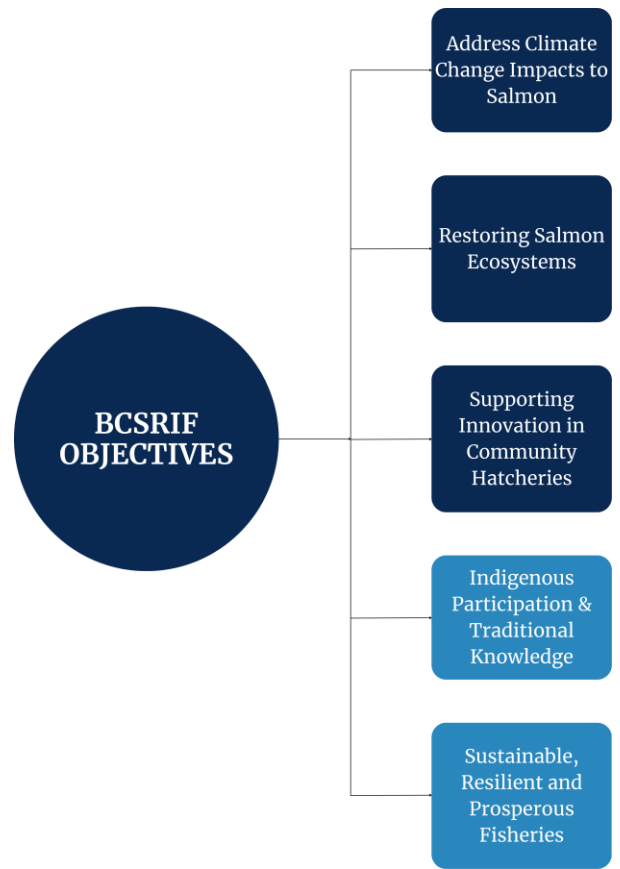 Address Climate
Change Impacts to
Salmon
Restoring Salmon
Ecosystems
BCSRIF
OBJECTIVES
Supporting
Innovation in
Community
Hatcheries
Indigenous
Participation &
Traditional
Knowledge
Sustainable,
Resilient and
Prosperous
Fisheries